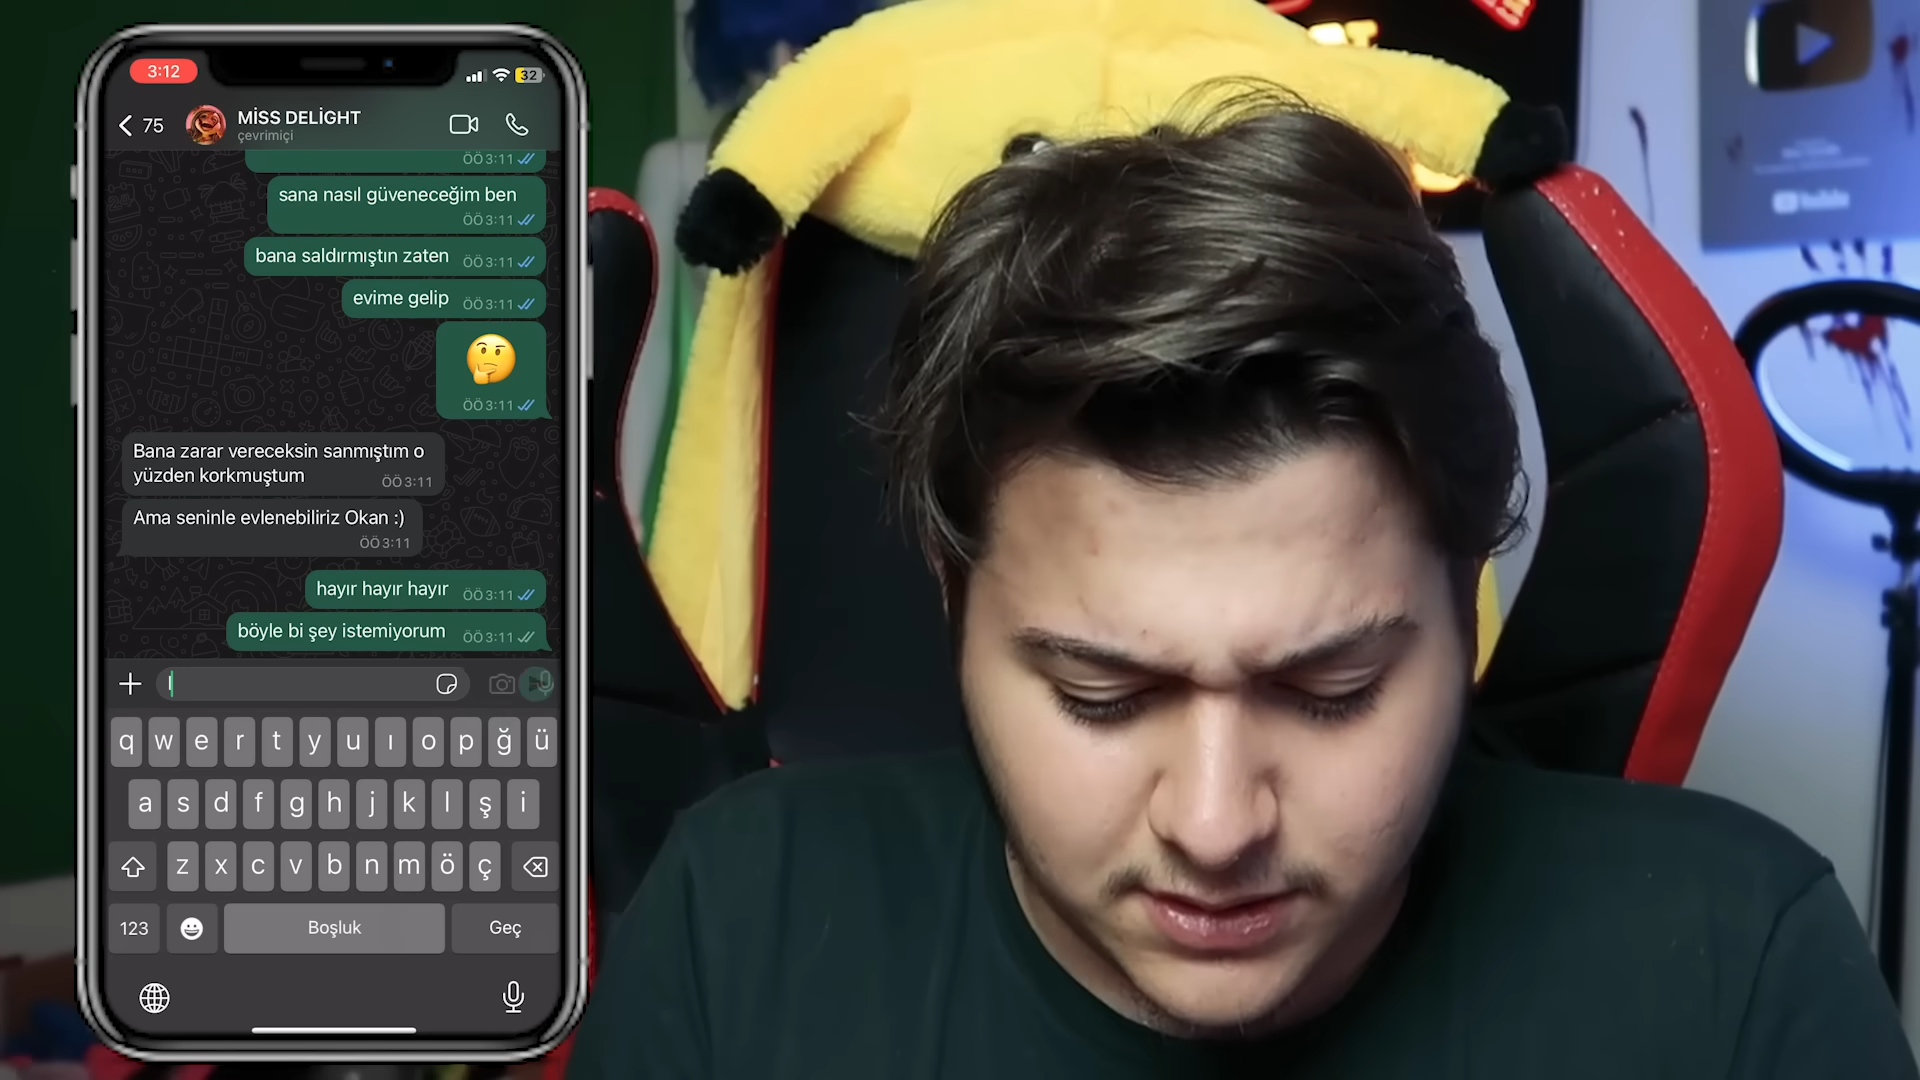 3:12
32
75
MİSS DELİGHT
çevrimiçi
ÖÖ 3:11
sana nasıl güveneceğim ben
ÖÖ 3:11
bana saldırmıştın zaten ÖÖ 3:11
evime gelip ÖÖ 3:11
🤔
ÖÖ 3:11
Bana zarar vereceksin sanmıştım o
yüzden korkmuştum ÖÖ 3:11
Ama seninle evlenebiliriz Okan :)
ÖÖ 3:11
hayır hayır hayır ÖÖ 3:11
böyle bi şey istemiyorum ÖÖ 3:11
q w e r t y u ı o p ğ ü
a s d f g h j k l ş i
z x c v b n m ö ç
123 Boşluk Geç